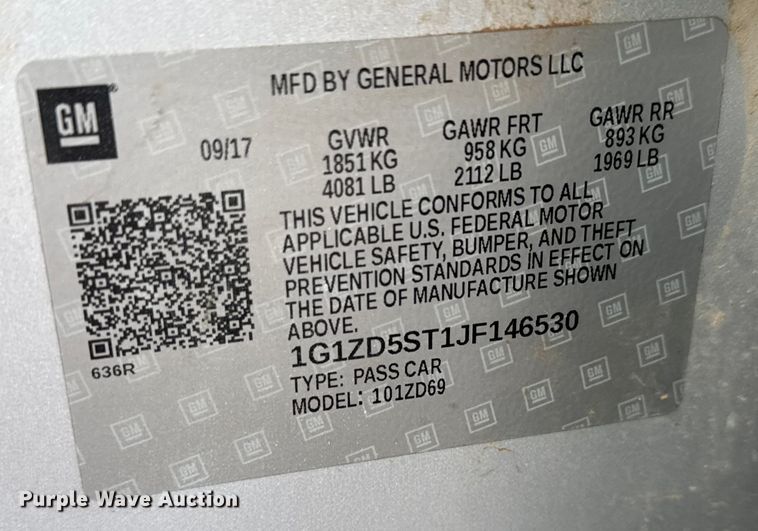 MFD BY GENERAL MOTORS LLC
GM
09/17
GVWR GAWR FRT GAWR RR
1851 KG 958 KG 893 KG
4081 LB 2112 LB 1969 LB
THIS VEHICLE CONFORMS TO ALL
APPLICABLE U.S. FEDERAL MOTOR
VEHICLE SAFETY, BUMPER, AND THEFT
PREVENTION STANDARDS IN EFFECT ON
THE DATE OF MANUFACTURE SHOWN
ABOVE.
1G1ZD5ST1JF146530
636R
TYPE: PASS CAR
MODEL: 101ZD69
Purple Wave Auction